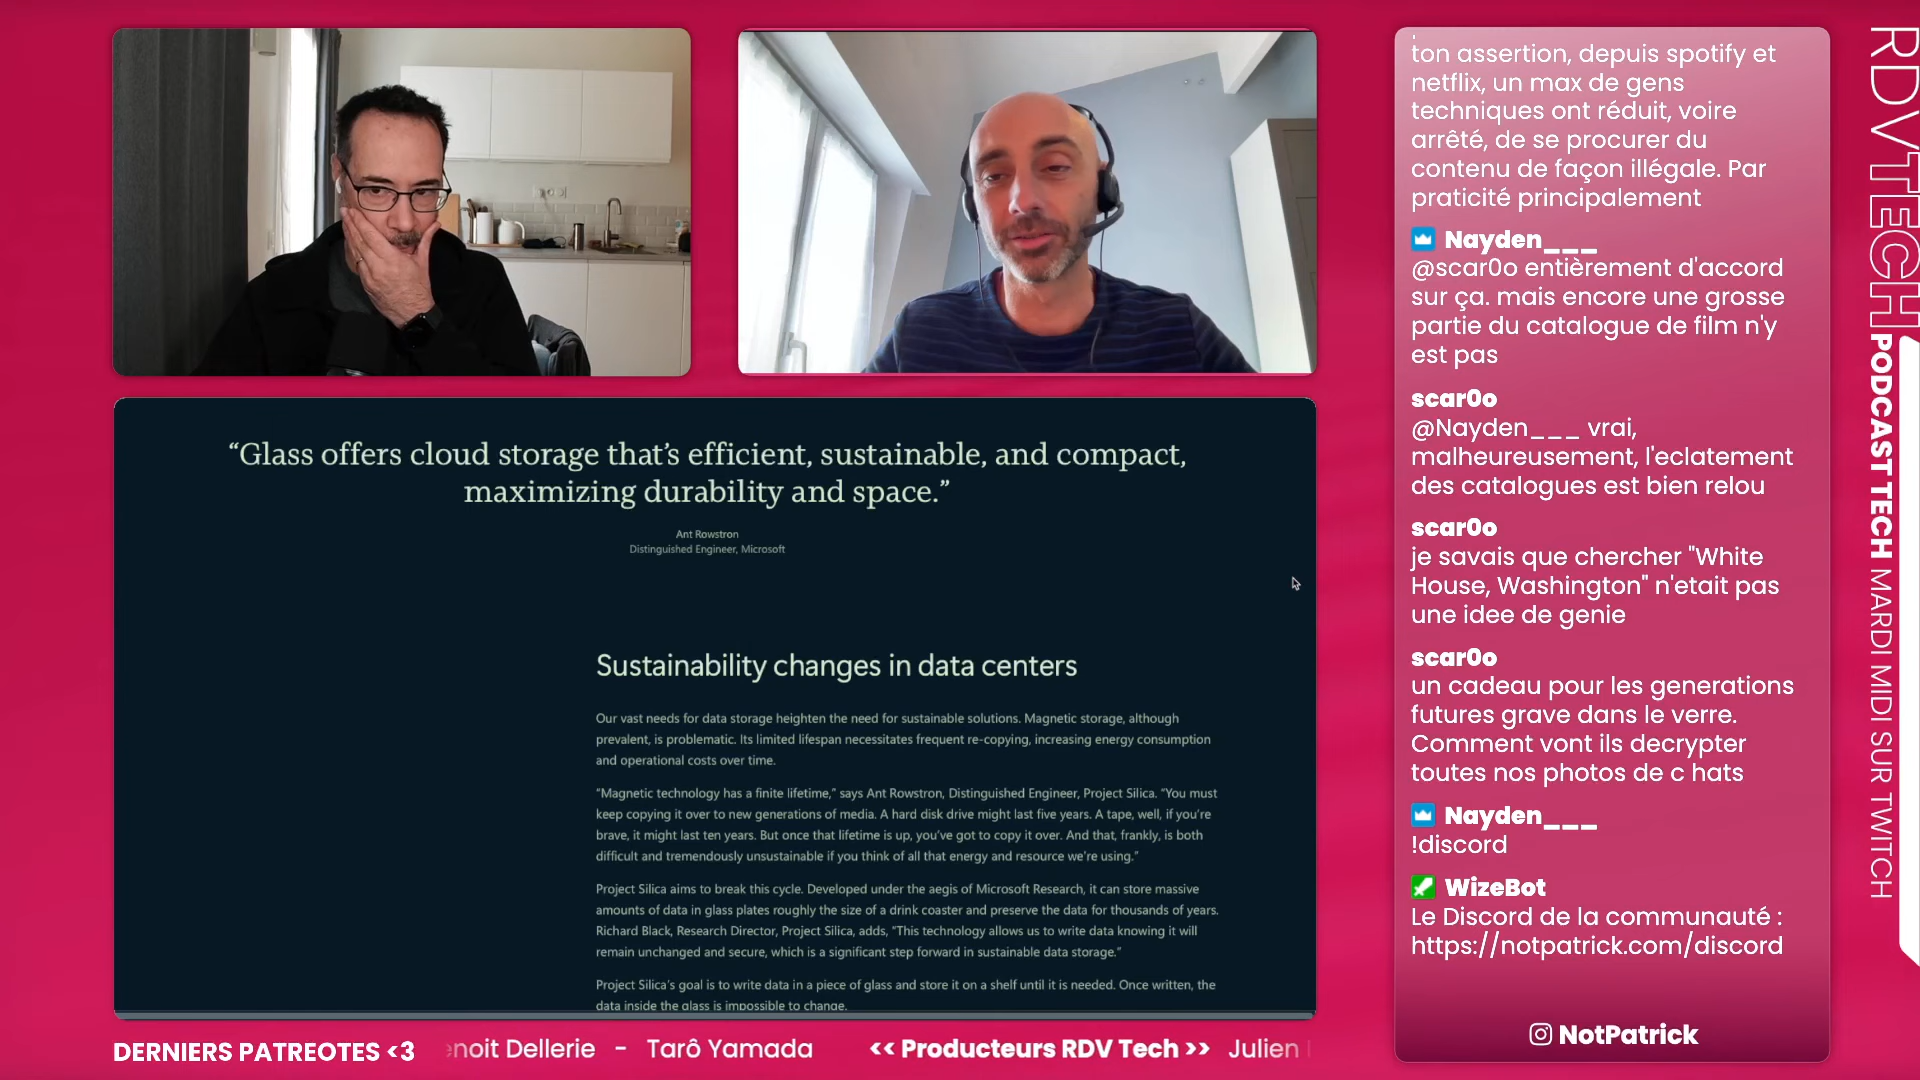 “Glass offers cloud storage that’s efficient, sustainable, and compact,
maximizing durability and space.”
Ant Rowstron
Distinguished Engineer, Microsoft
Sustainability changes in data centers
Our vast needs for data storage heighten the need for sustainable solutions. Magnetic storage, although
prevalent, is problematic. Its limited lifespan necessitates frequent re-copying, increasing energy consumption
and operational costs over time.
“Magnetic technology has a finite lifetime,” says Ant Rowstron, Distinguished Engineer, Project Silica. “You must
keep copying it over to new generations of media. A hard disk drive might last five years. A tape, well, if you’re
brave, it might last ten years. But once that lifetime is up, you’ve got to copy it over. And that, frankly, is both
difficult and tremendously unsustainable if you think of all that energy and resource we’re using.”
Project Silica aims to break this cycle. Developed under the aegis of Microsoft Research, it can store massive
amounts of data in glass plates roughly the size of a drink coaster and preserve the data for thousands of years.
Richard Black, Research Director, Project Silica, adds, “This technology allows us to write data knowing it will
remain unchanged and secure, which is a significant step forward in sustainable data storage.”
Project Silica’s goal is to write data in a piece of glass and store it on a shelf until it is needed. Once written, the
data inside the glass is impossible to change.
DERNIERS PATREOTES <3
noit Dellerie - Tarô Yamada << Producteurs RDV Tech >> Julien
ton assertion, depuis spotify et
netflix, un max de gens
techniques ont réduit, voire
arrêté, de se procurer du
contenu de façon illégale. Par
praticité principalement
Nayden___
@scar0o entièrement d'accord
sur ça. mais encore une grosse
partie du catalogue de film n'y
est pas
scar0o
@Nayden___ vrai,
malheureusement, l'eclatement
des catalogues est bien relou
scar0o
je savais que chercher "White
House, Washington" n'etait pas
une idee de genie
scar0o
un cadeau pour les generations
futures grave dans le verre.
Comment vont ils decrypter
toutes nos photos de c hats
Nayden___
!discord
WizeBot
Le Discord de la communauté :
https://notpatrick.com/discord
NotPatrick
RDVTECH PODCAST TECH MARDI MIDI SUR TWITCH